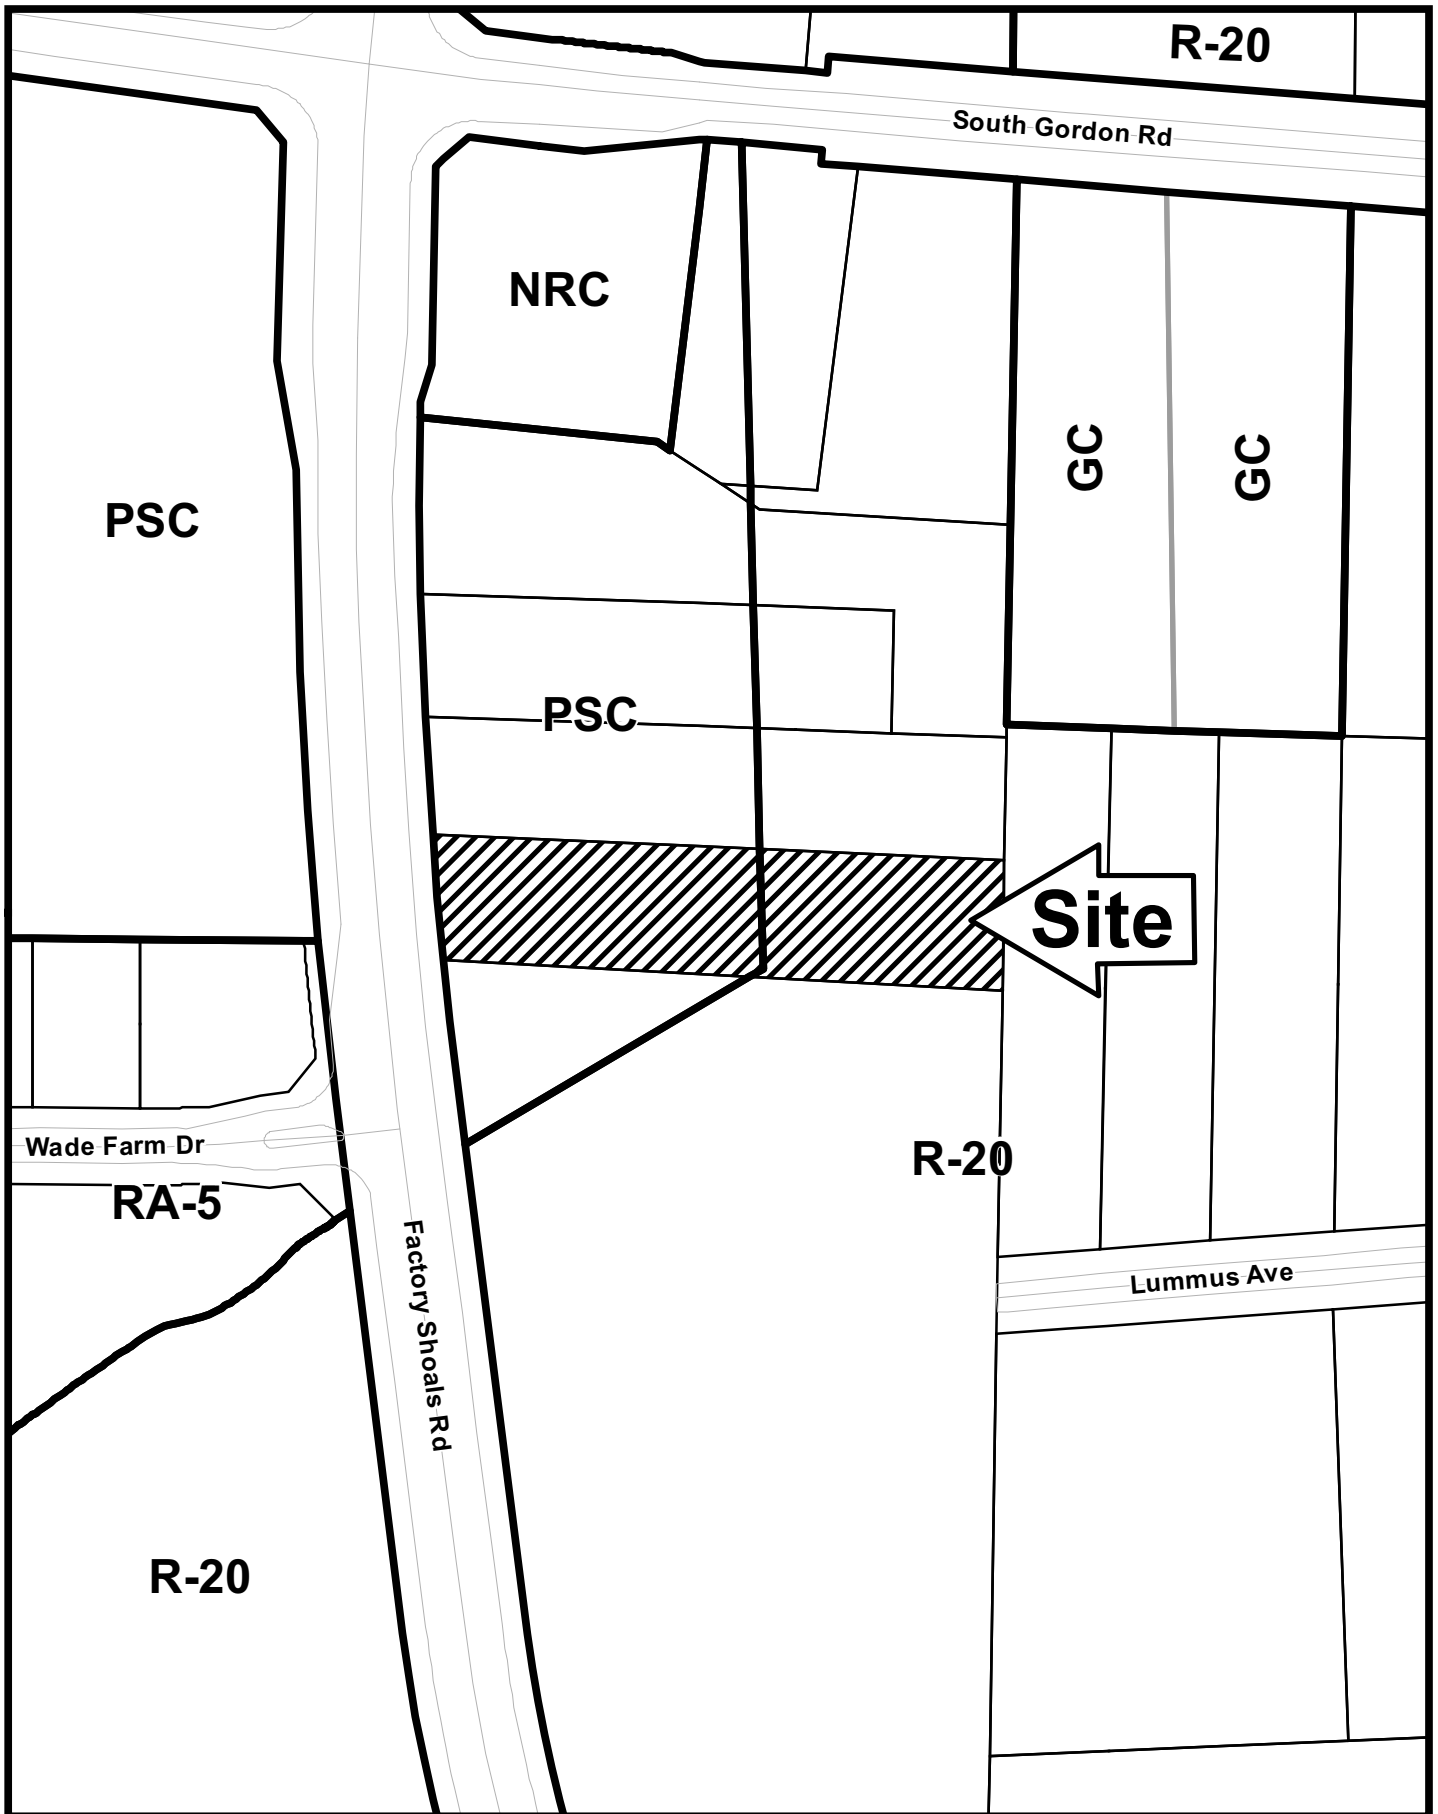 R-20
South Gordon Rd
NRC
GC
GC
PSC
PSC
Site
Wade Farm Dr
R-20
RA-5
Factory Shoals Rd
Lummus Ave
R-20